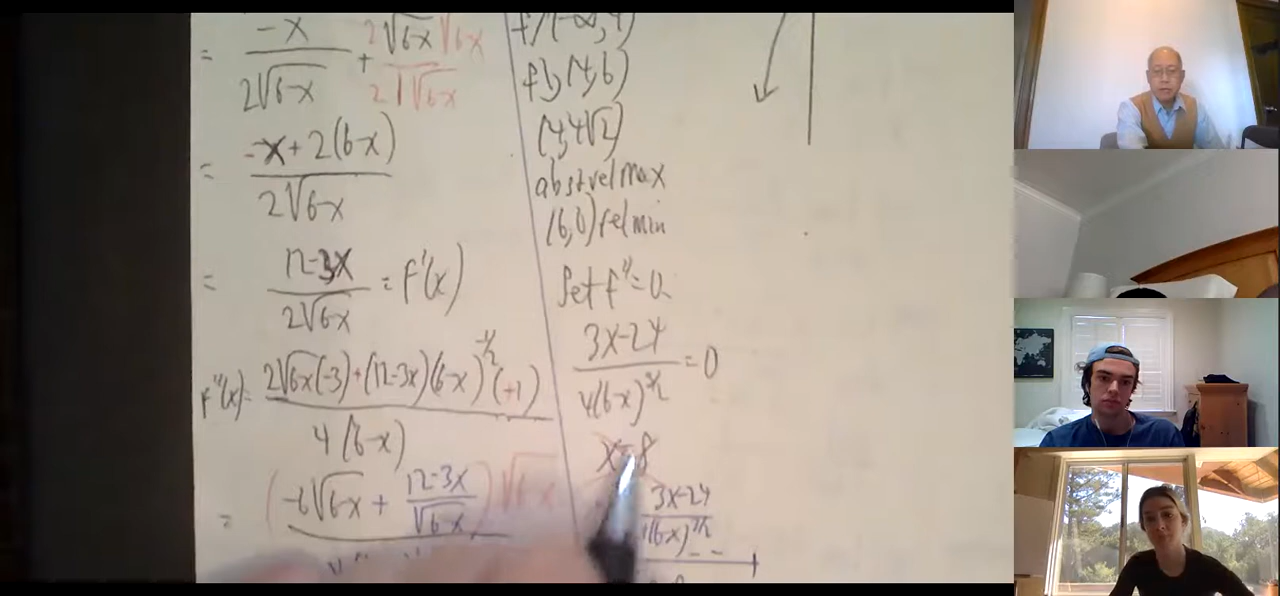 = -x / 2√6-x + 2√6-x √6-x / 2 1 √6-x
= -x + 2(6-x) / 2√6-x
= 12-3x / 2√6-x = f'(x)
f''(x) = 2√6-x(-3) + (12-3x)(6-x)^-1/2 (+1) / 4(6-x)
= (-6√6-x + 12-3x / √6-x) √6-x
f↑(-∞,4)
f↓(4,6)
(4,4√2)
abs+rel max
(6,0) rel min
Set f''=0.
3x-24 / 4(6-x)^3/2 = 0
x=8
3x-24 / 4(6-x)^3/2